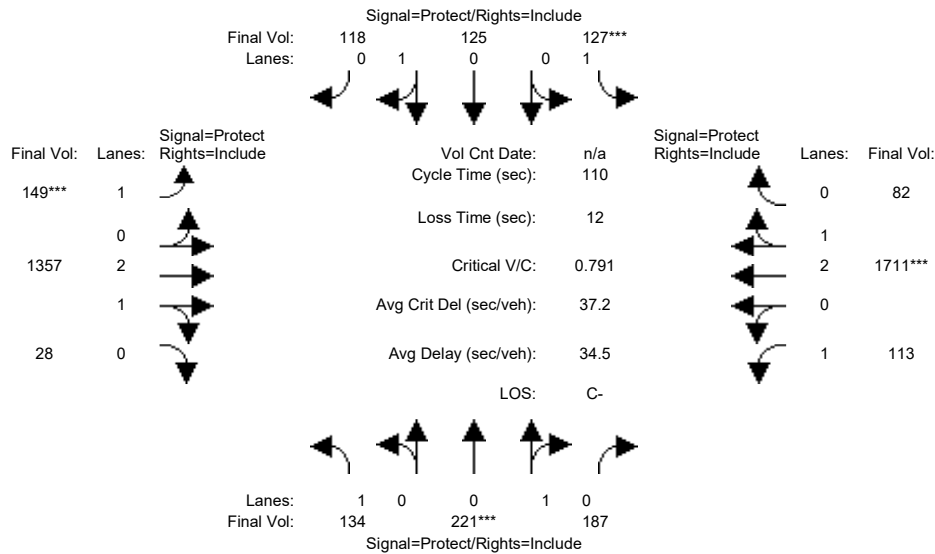 Signal=Protect/Rights=Include
Final Vol: 118 125 127***
Lanes: 0 1 0 0 1
Signal=Protect Signal=Protect
Final Vol: Lanes: Rights=Include Vol Cnt Date: n/a Rights=Include Lanes: Final Vol:
Cycle Time (sec): 110
149*** 1 0 82
Loss Time (sec): 12
0 1
1357 2 Critical V/C: 0.791 2 1711***
1 Avg Crit Del (sec/veh): 37.2 0
28 0 Avg Delay (sec/veh): 34.5 1 113
LOS: C-
Lanes: 1 0 0 1 0
Final Vol: 134 221*** 187
Signal=Protect/Rights=Include